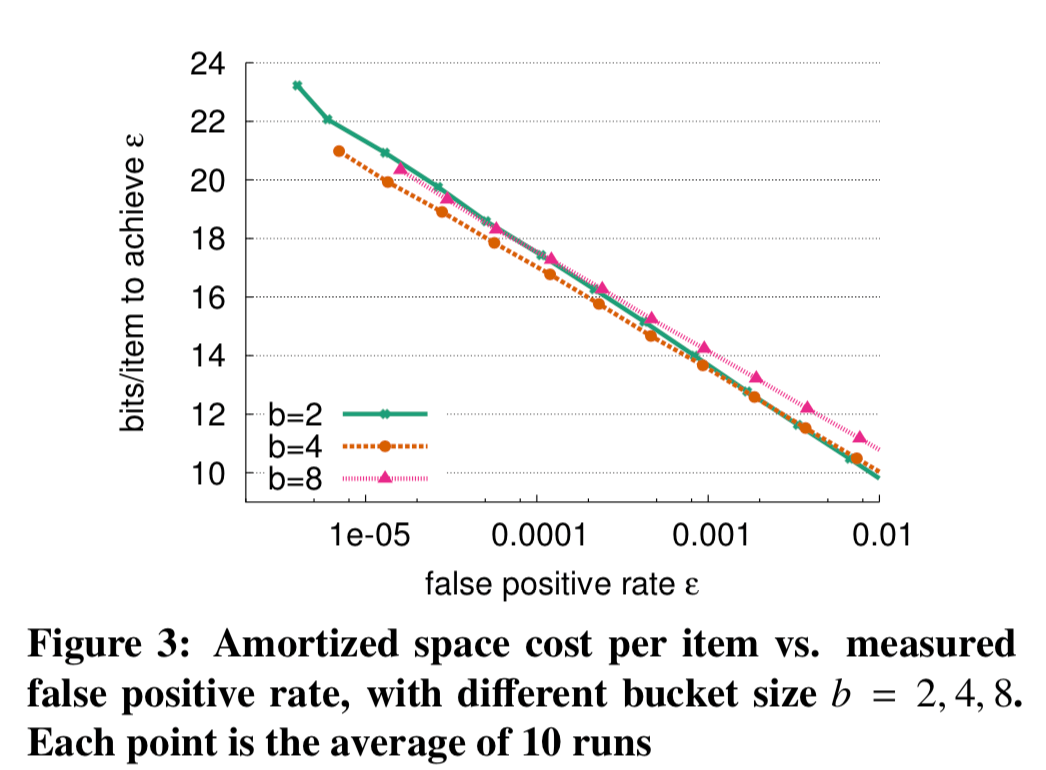 24
22
20
18
16
14
12
10
bits/item to achieve ε
b=2
b=4
b=8
1e-05 0.0001 0.001 0.01
false positive rate ε
Figure 3: Amortized space cost per item vs. measured
false positive rate, with different bucket size b = 2, 4, 8.
Each point is the average of 10 runs